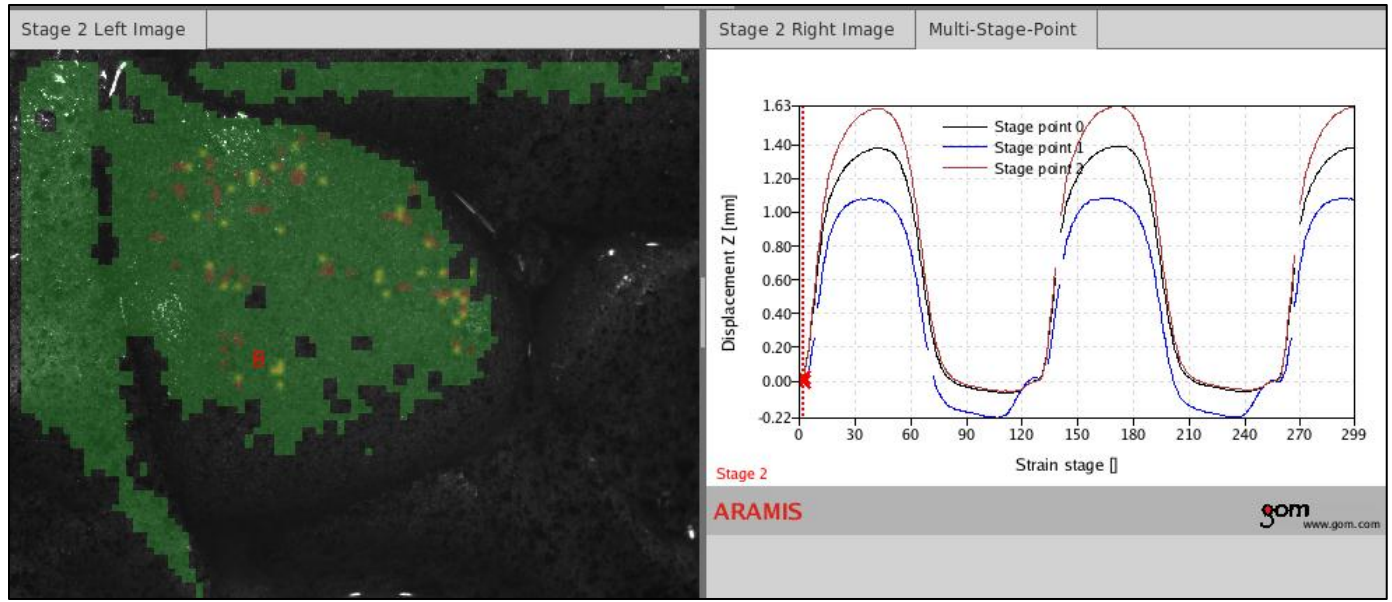 Stage 2 Left Image
Stage 2 Right Image
Multi-Stage-Point
1.63
1.40
1.20
1.00
0.80
0.60
0.40
0.20
0.00
-0.22
Displacement Z [mm]
Stage point 0
Stage point 1
Stage point 2
0 30 60 90 120 150 180 210 240 270 299
Strain stage []
Stage 2
ARAMIS
gom
www.gom.com